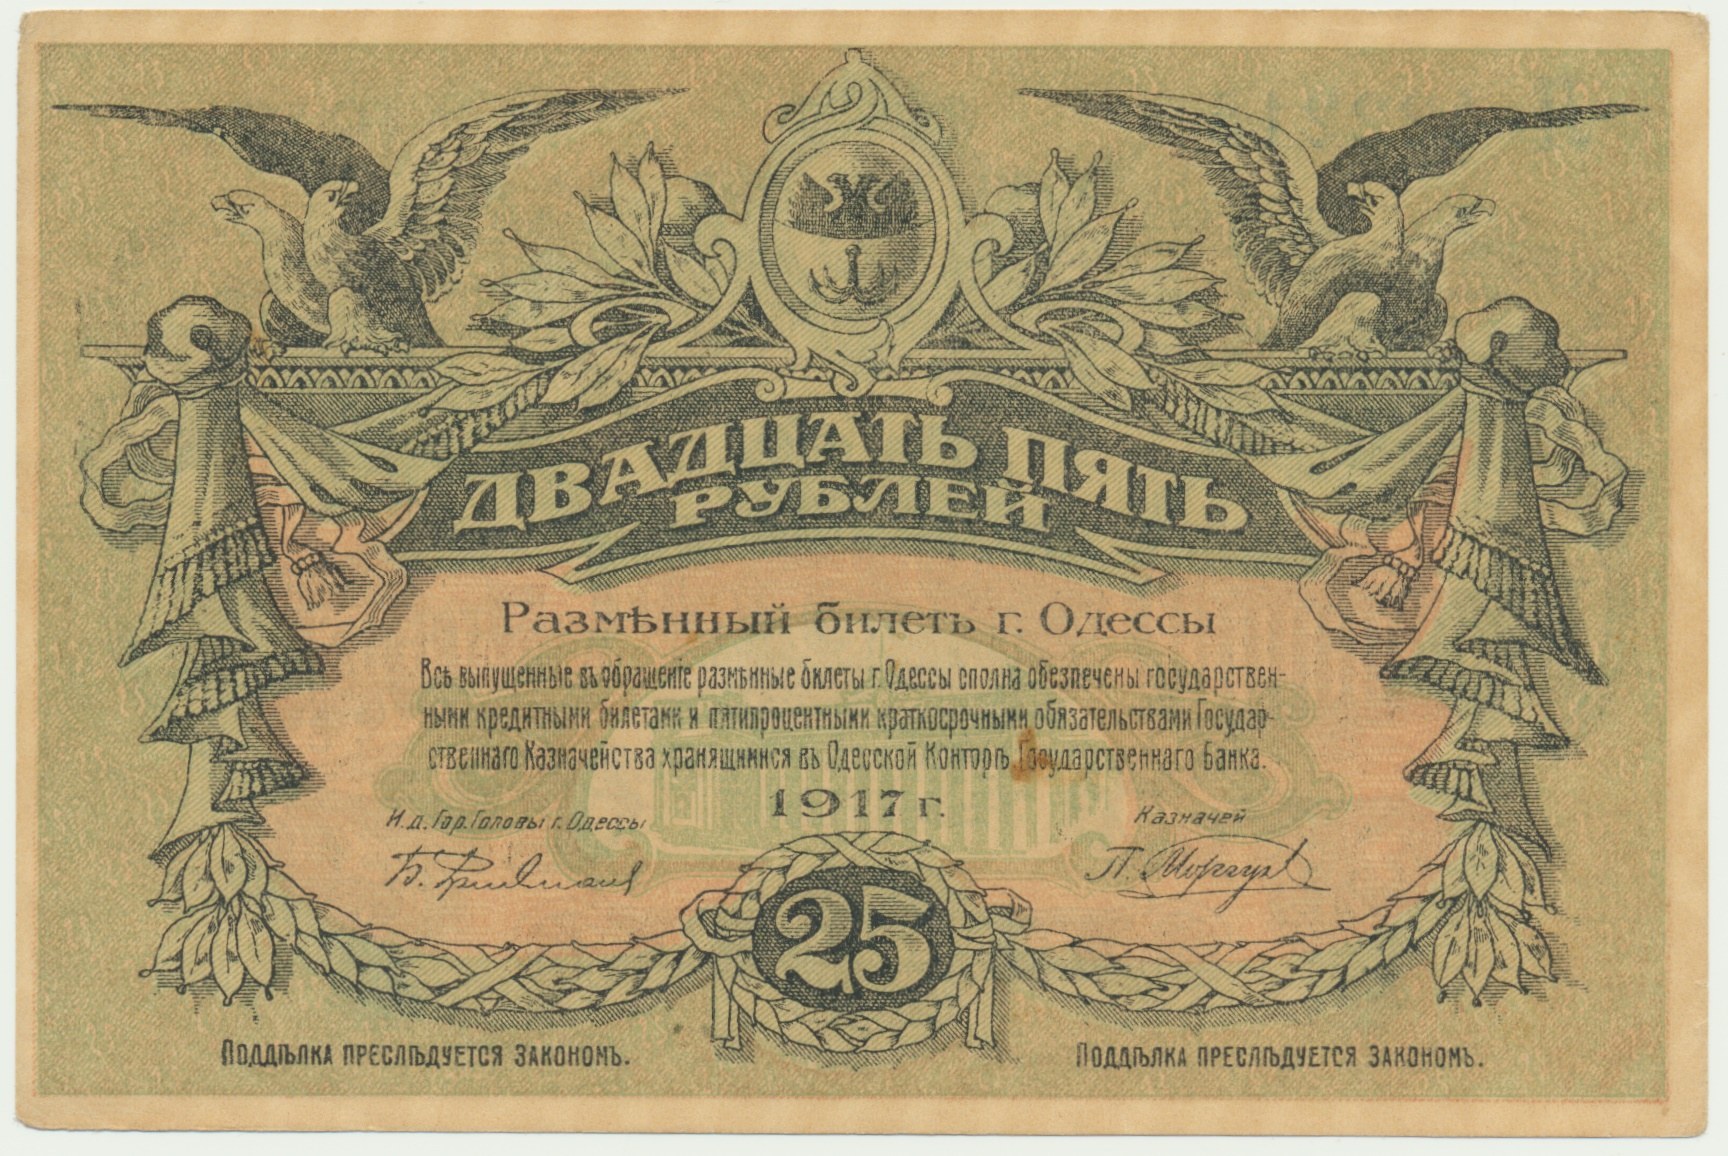 ДВАДЦАТЬ ПЯТЬ
РУБЛЕЙ
Размѣнный билетъ г. Одессы
Всѣ выпущенные въ обращеніе размѣнные билеты г. Одессы сполна обезпечены государствен-
ными кредитными билетами и пятипроцентными краткосрочными обязательствами Государ-
ственнаго Казначейства хранящимися въ Одесской Конторѣ Государственнаго Банка.
1917 г.
И.д. Гор. Головы г. Одессы
Казначей
25
Поддѣлка преслѣдуется закономъ.
Поддѣлка преслѣдуется закономъ.